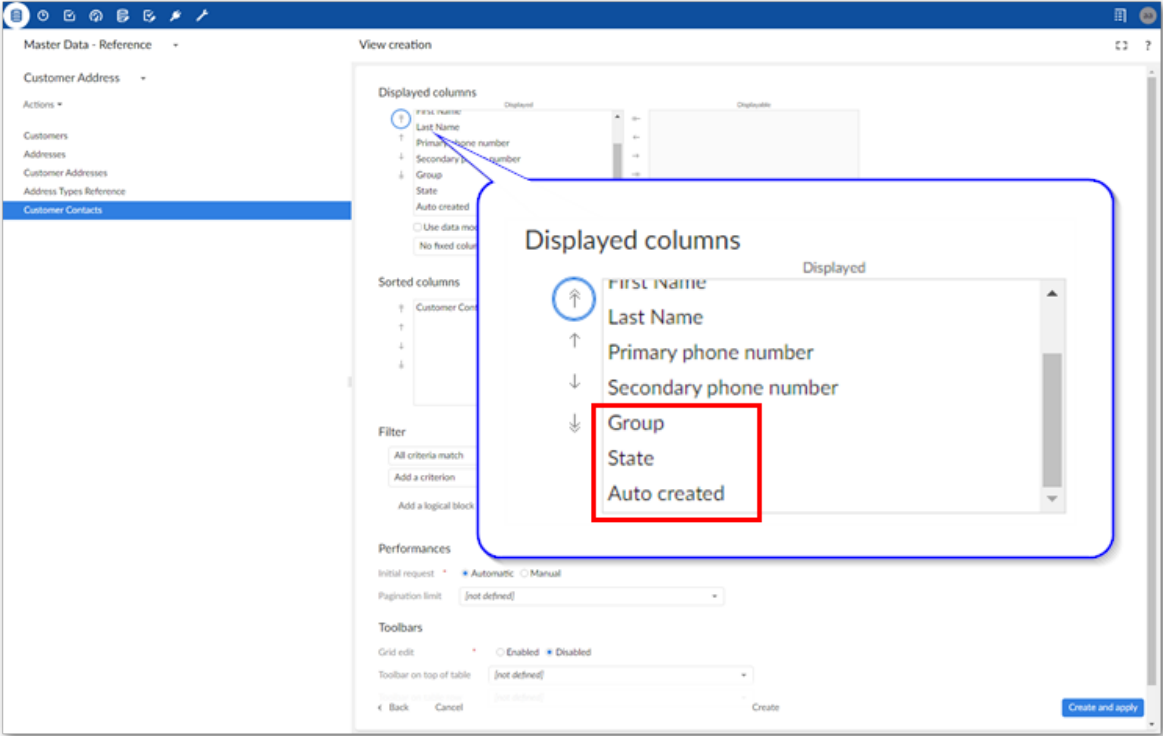 Master Data - Reference
View creation
?
Customer Address
Actions
Customers
Addresses
Customer Addresses
Address Types Reference
Customer Contacts
Displayed columns
Displayed
Displayable
First Name
Last Name
Primary phone number
Secondary phone number
Group
State
Auto created
Use data mod
No fixed colum
Sorted columns
Customer Cont
Filter
All criteria match
Add a criterion
Add a logical block
Displayed columns
Displayed
First Name
Last Name
Primary phone number
Secondary phone number
Group
State
Auto created
Performances
Initial request * Automatic Manual
Pagination limit [not defined]
Toolbars
Grid edit * Enabled Disabled
Toolbar on top of table [not defined]
[not defined]
Back Cancel Create Create and apply